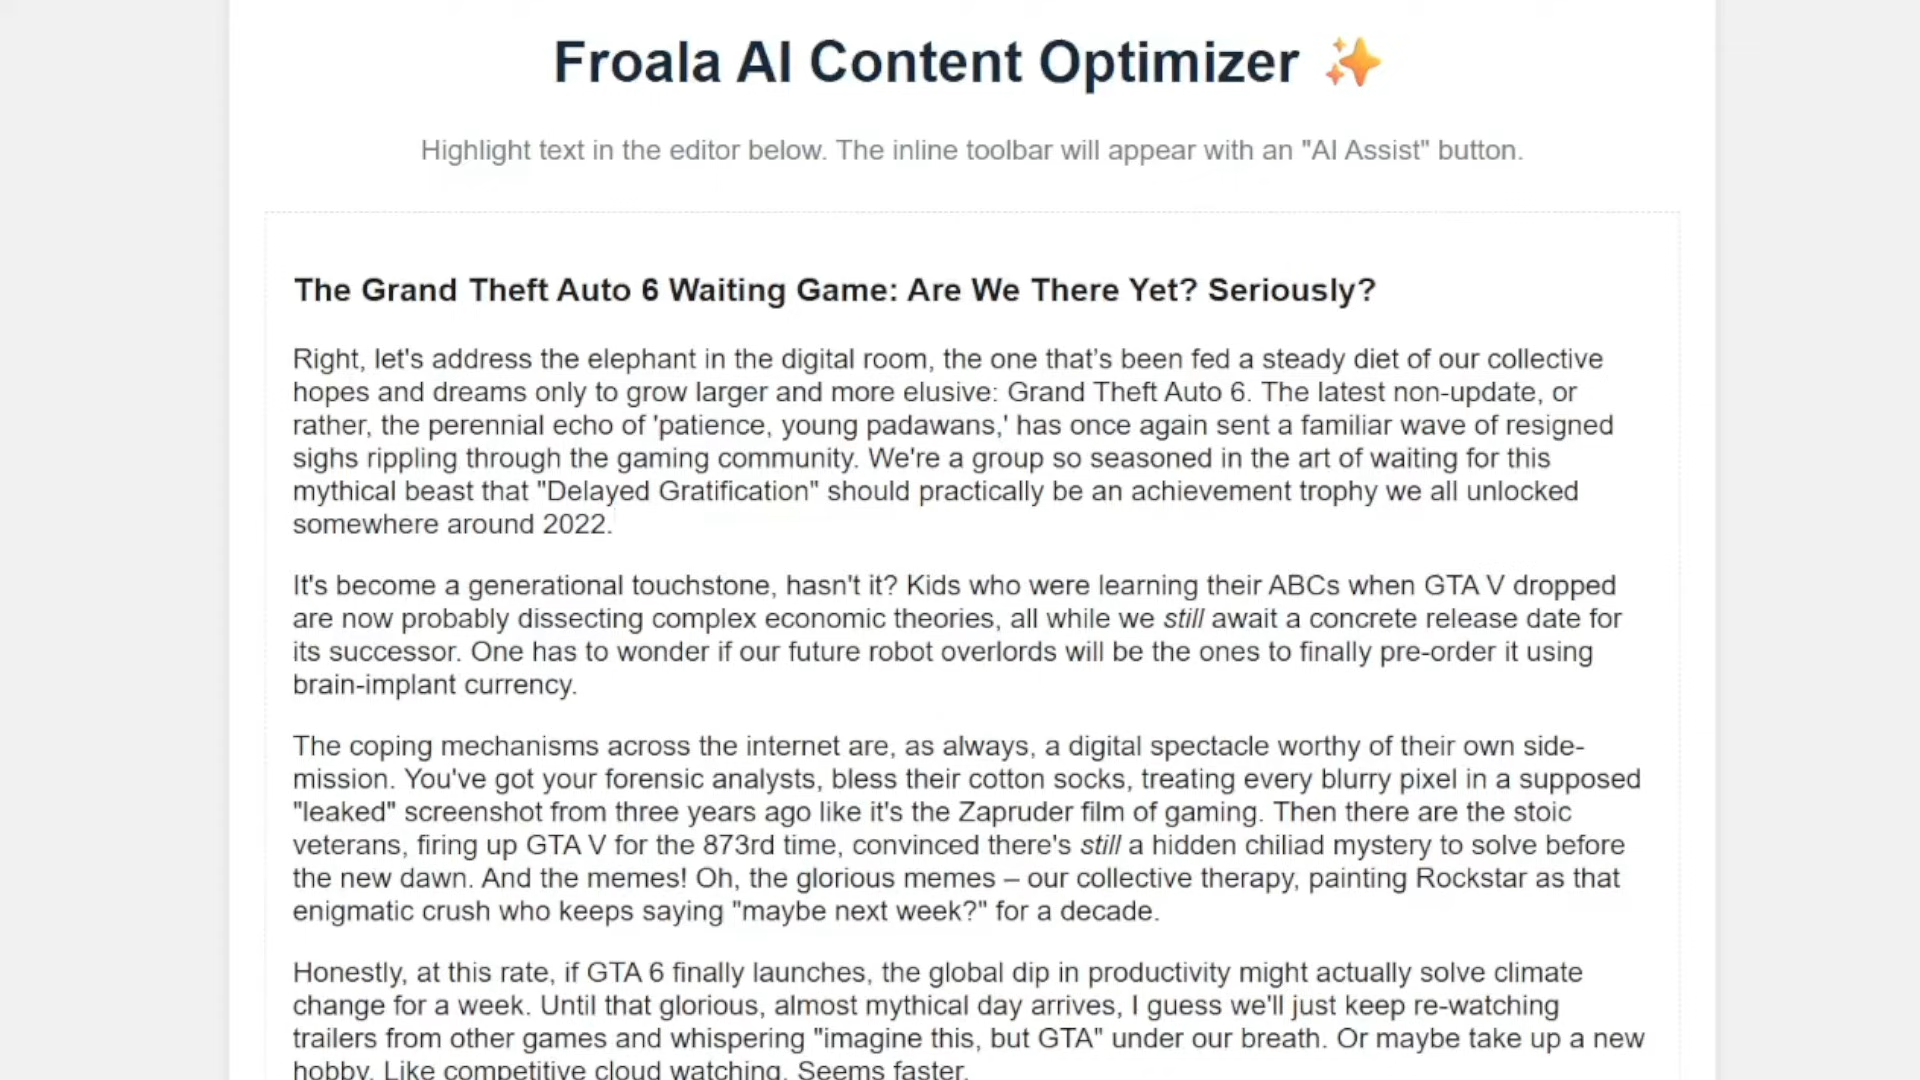 Froala AI Content Optimizer ✨
Highlight text in the editor below. The inline toolbar will appear with an "AI Assist" button.
The Grand Theft Auto 6 Waiting Game: Are We There Yet? Seriously?
Right, let's address the elephant in the digital room, the one that’s been fed a steady diet of our collective
hopes and dreams only to grow larger and more elusive: Grand Theft Auto 6. The latest non-update, or
rather, the perennial echo of 'patience, young padawans,' has once again sent a familiar wave of resigned
sighs rippling through the gaming community. We're a group so seasoned in the art of waiting for this
mythical beast that "Delayed Gratification" should practically be an achievement trophy we all unlocked
somewhere around 2022.
It's become a generational touchstone, hasn't it? Kids who were learning their ABCs when GTA V dropped
are now probably dissecting complex economic theories, all while we still await a concrete release date for
its successor. One has to wonder if our future robot overlords will be the ones to finally pre-order it using
brain-implant currency.
The coping mechanisms across the internet are, as always, a digital spectacle worthy of their own side-
mission. You've got your forensic analysts, bless their cotton socks, treating every blurry pixel in a supposed
"leaked" screenshot from three years ago like it's the Zapruder film of gaming. Then there are the stoic
veterans, firing up GTA V for the 873rd time, convinced there's still a hidden chiliad mystery to solve before
the new dawn. And the memes! Oh, the glorious memes – our collective therapy, painting Rockstar as that
enigmatic crush who keeps saying "maybe next week?" for a decade.
Honestly, at this rate, if GTA 6 finally launches, the global dip in productivity might actually solve climate
change for a week. Until that glorious, almost mythical day arrives, I guess we'll just keep re-watching
trailers from other games and whispering "imagine this, but GTA" under our breath. Or maybe take up a new
hobby. Like competitive cloud watching. Seems faster.